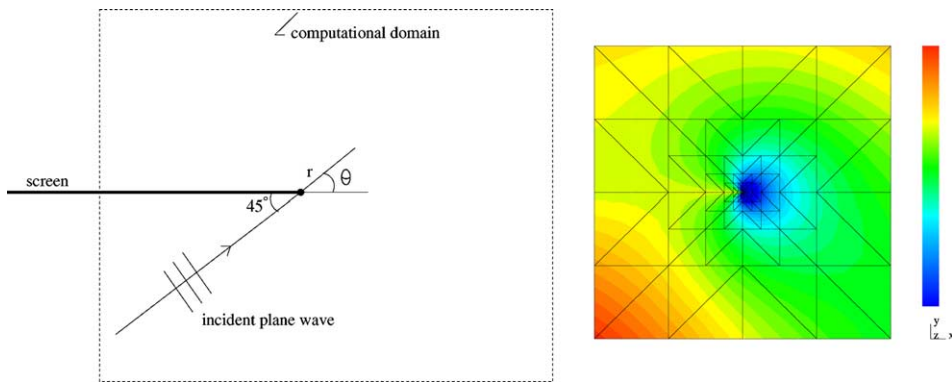 computational domain
screen
r
θ
45°
incident plane wave
y
z x